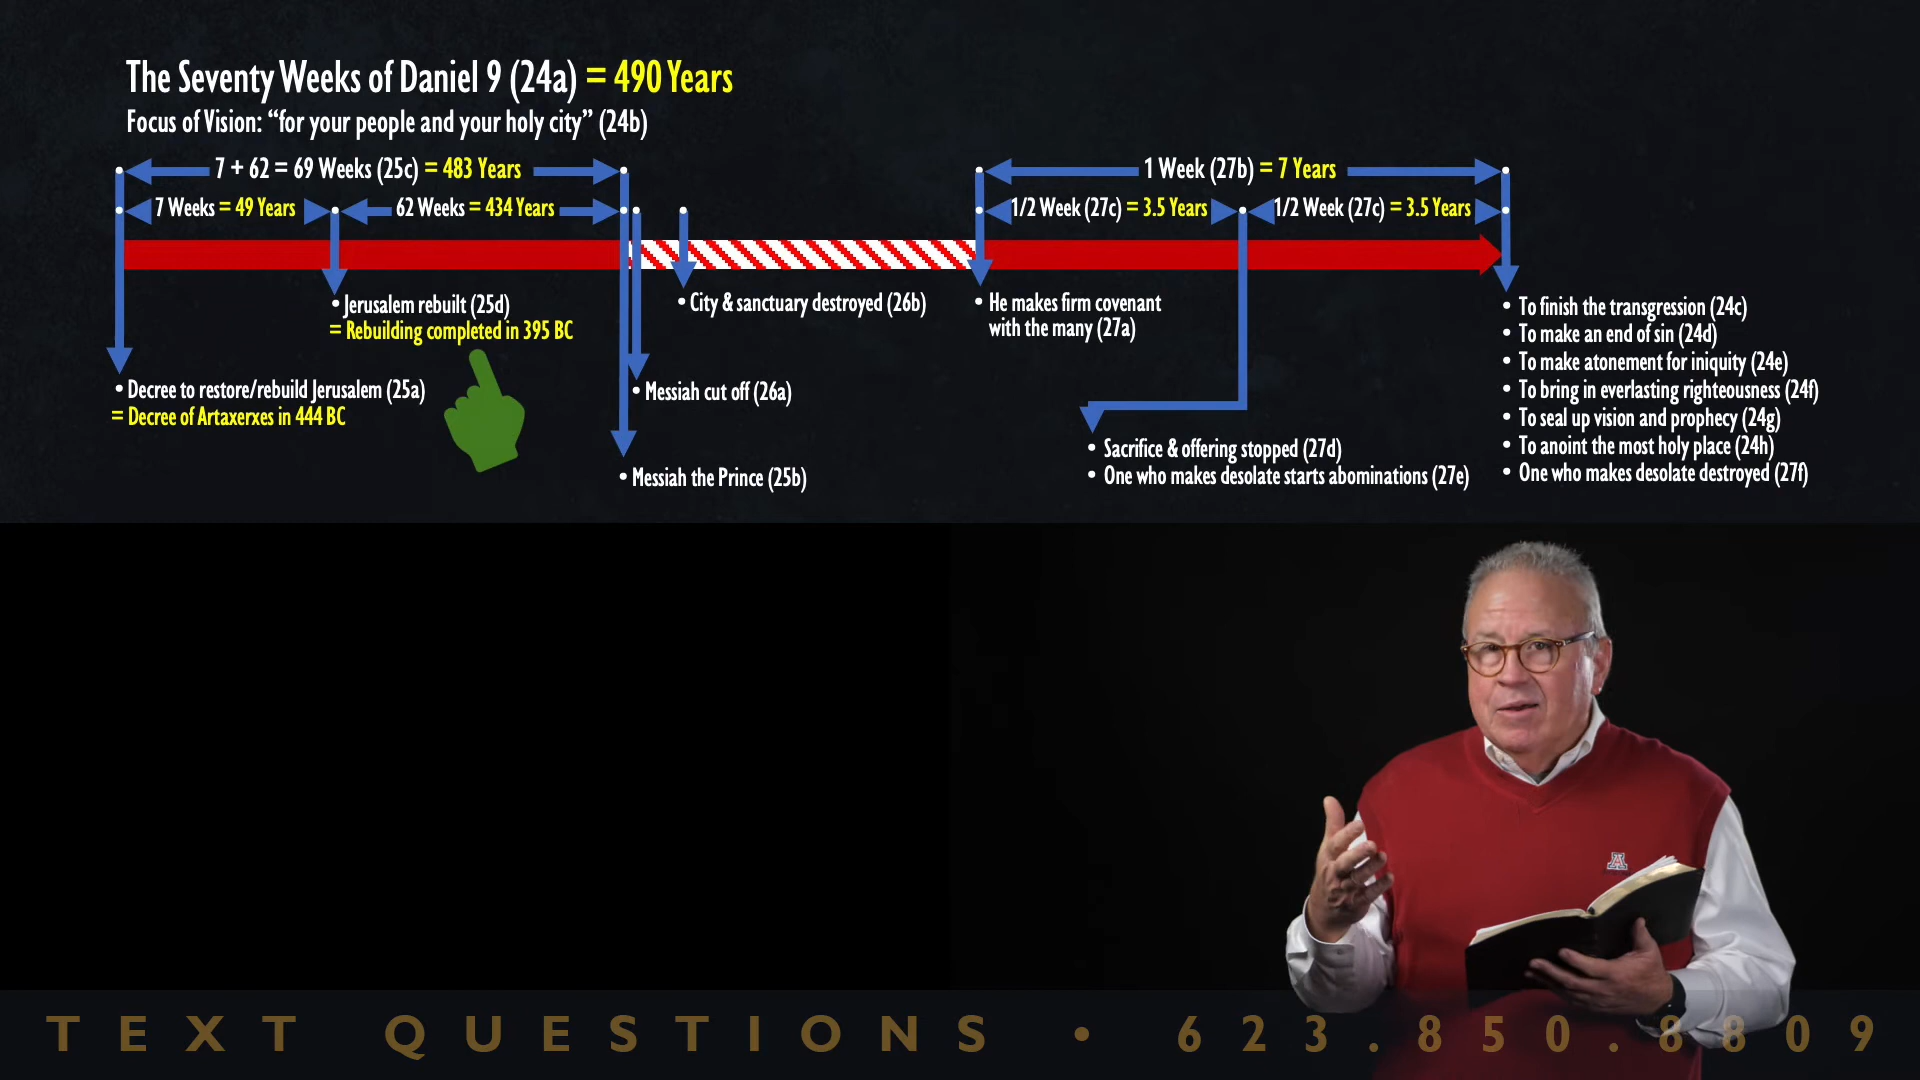 The Seventy Weeks of Daniel 9 (24a) = 490 Years
Focus of Vision: “for your people and your holy city” (24b)
7 + 62 = 69 Weeks (25c) = 483 Years
1 Week (27b) = 7 Years
7 Weeks = 49 Years
62 Weeks = 434 Years
1/2 Week (27c) = 3.5 Years
1/2 Week (27c) = 3.5 Years
• Jerusalem rebuilt (25d)
= Rebuilding completed in 395 BC
• City & sanctuary destroyed (26b)
• He makes firm covenant
with the many (27a)
• Decree to restore/rebuild Jerusalem (25a)
= Decree of Artaxerxes in 444 BC
• Messiah cut off (26a)
• Messiah the Prince (25b)
• Sacrifice & offering stopped (27d)
• One who makes desolate starts abominations (27e)
• To finish the transgression (24c)
• To make an end of sin (24d)
• To make atonement for iniquity (24e)
• To bring in everlasting righteousness (24f)
• To seal up vision and prophecy (24g)
• To anoint the most holy place (24h)
• One who makes desolate destroyed (27f)
A
TEXT QUESTIONS • 623.850.8809